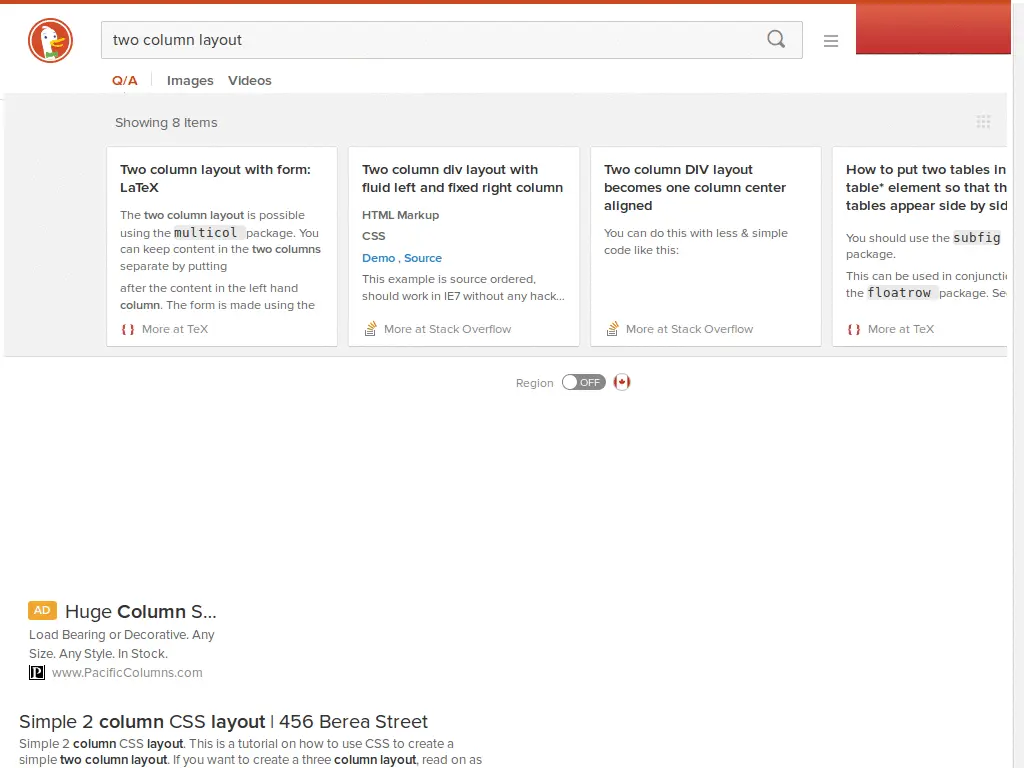 two column layout
Q/A
Images
Videos
Showing 8 Items
Two column layout with form:
LaTeX
The two column layout is possible
using the multicol package. You
can keep content in the two columns
separate by putting
after the content in the left hand
column. The form is made using the
More at TeX
Two column div layout with
fluid left and fixed right column
HTML Markup
CSS
Demo , Source
This example is source ordered,
should work in IE7 without any hack...
More at Stack Overflow
Two column DIV layout
becomes one column center
aligned
You can do this with less & simple
code like this:
More at Stack Overflow
How to put two tables in
table* element so that th
tables appear side by sid
You should use the subfig
package.
This can be used in conjunctio
the floatrow package. Se
More at TeX
Region OFF
AD Huge Column S...
Load Bearing or Decorative. Any
Size. Any Style. In Stock.
www.PacificColumns.com
Simple 2 column CSS layout | 456 Berea Street
Simple 2 column CSS layout. This is a tutorial on how to use CSS to create a
simple two column layout. If you want to create a three column layout, read on as